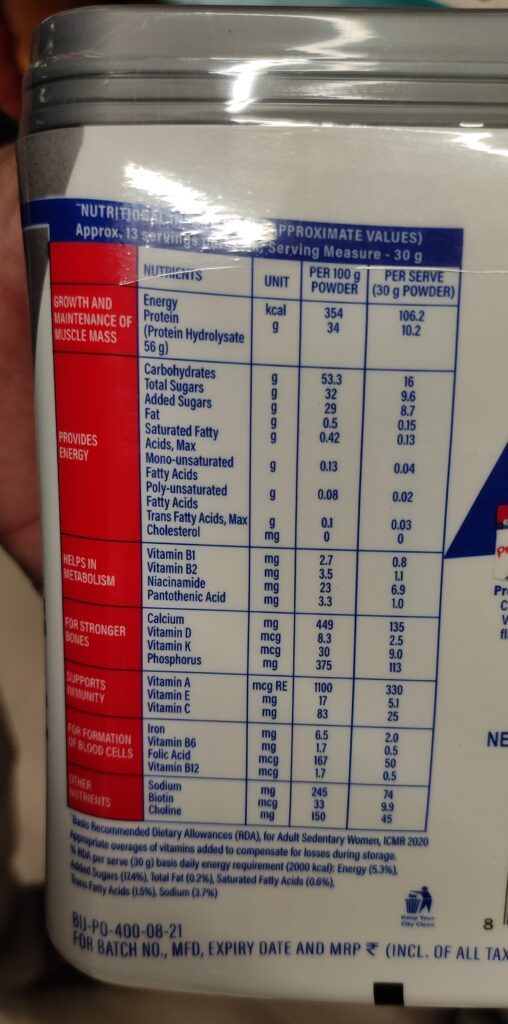 NUTRITIONAL APPROXIMATE VALUES)
Approx. 13 servings Serving Measure - 30 g
NUTRIENTS UNIT PER 100 g POWDER PER SERVE (30 g POWDER)
GROWTH AND MAINTENANCE OF MUSCLE MASS
Energy kcal 354 106.2
Protein g 34 10.2
(Protein Hydrolysate
56 g)
PROVIDES ENERGY
Carbohydrates g 53.3 16
Total Sugars g 32 9.6
Added Sugars g 29 8.7
Fat g 0.5 0.15
Saturated Fatty Acids, Max g 0.42 0.13
Mono-unsaturated Fatty Acids g 0.13 0.04
Poly-unsaturated Fatty Acids g 0.08 0.02
Trans Fatty Acids, Max g 0.1 0.03
Cholesterol mg 0 0
HELPS IN METABOLISM
Vitamin B1 mg 2.7 0.8
Vitamin B2 mg 3.5 1.1
Niacinamide mg 23 6.9
Pantothenic Acid mg 3.3 1.0
FOR STRONGER BONES
Calcium mg 449 135
Vitamin D mcg 8.3 2.5
Vitamin K mcg 30 9.0
Phosphorus mg 375 113
SUPPORTS IMMUNITY
Vitamin A mcg RE 1100 330
Vitamin E mg 17 5.1
Vitamin C mg 83 25
FOR FORMATION OF BLOOD CELLS
Iron mg 6.5 2.0
Vitamin B6 mg 1.7 0.5
Folic Acid mcg 167 50
Vitamin B12 mcg 1.7 0.5
OTHER NUTRIENTS
Sodium mg 245 74
Biotin mcg 33 9.9
Choline mg 150 45
Basis Recommended Dietary Allowances (RDA), for Adult Sedentary Women, ICMR 2020
Appropriate overages of vitamins added to compensate for losses during storage.
% RDA per serve (30 g) basis daily energy requirement (2000 kcal): Energy (5.3%),
Added Sugars (17.4%), Total Fat (0.2%), Saturated Fatty Acids (0.6%),
Trans Fatty Acids (1.5%), Sodium (3.7%)
Keep Your
City Clean
BIJ-PO-400-08-21
FOR BATCH NO., MFD, EXPIRY DATE AND MRP ₹ (INCL. OF ALL TAX
NE
8